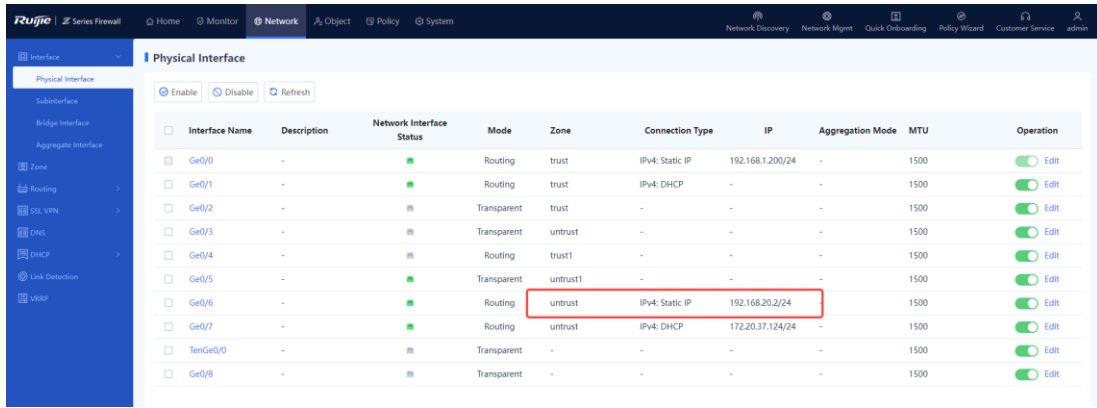 Ruijie | Z Series Firewall Home Monitor Network Object Policy System Network Discovery Network Mgmt Quick Onboarding Policy Wizard Customer Service admin
Interface
Physical Interface
Subinterface
Bridge Interface
Aggregate Interface
Zone
Routing
SSL VPN
DNS
DHCP
Link Detection
VRRP
Physical Interface
Enable Disable Refresh
Interface Name Description Network Interface Status Mode Zone Connection Type IP Aggregation Mode MTU Operation
Ge0/0 - Routing trust IPv4: Static IP 192.168.1.200/24 - 1500 Edit
Ge0/1 - Routing trust IPv4: DHCP - - 1500 Edit
Ge0/2 - Transparent trust - - - 1500 Edit
Ge0/3 - Transparent untrust - - - 1500 Edit
Ge0/4 - Routing trust1 - - - 1500 Edit
Ge0/5 - Transparent untrust1 - - - 1500 Edit
Ge0/6 - Routing untrust IPv4: Static IP 192.168.20.2/24 - 1500 Edit
Ge0/7 - Routing untrust IPv4: DHCP 172.20.37.124/24 - 1500 Edit
TenGe0/0 - Transparent - - - - 1500 Edit
Ge0/8 - Transparent - - - - 1500 Edit